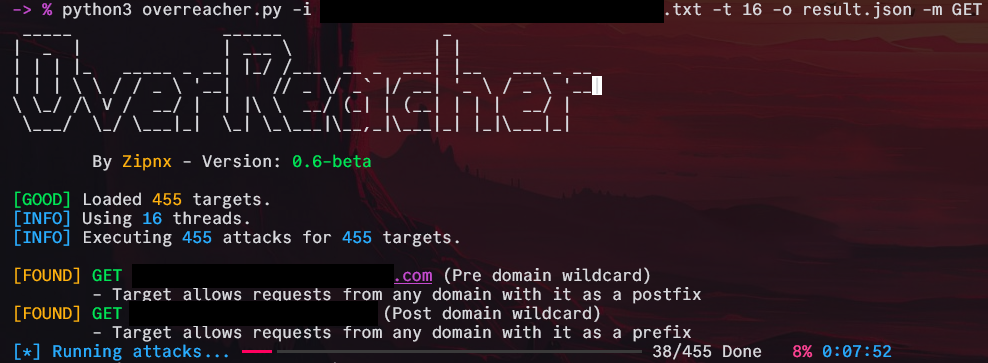 -> % python3 overreacher.py -i .txt -t 16 -o result.json -m GET
OverReacher
By Zipnx - Version: 0.6-beta
[GOOD] Loaded 455 targets.
[INFO] Using 16 threads.
[INFO] Executing 455 attacks for 455 targets.
[FOUND] GET .com (Pre domain wildcard)
- Target allows requests from any domain with it as a postfix
[FOUND] GET (Post domain wildcard)
- Target allows requests from any domain with it as a prefix
[*] Running attacks... 38/455 Done 8% 0:07:52